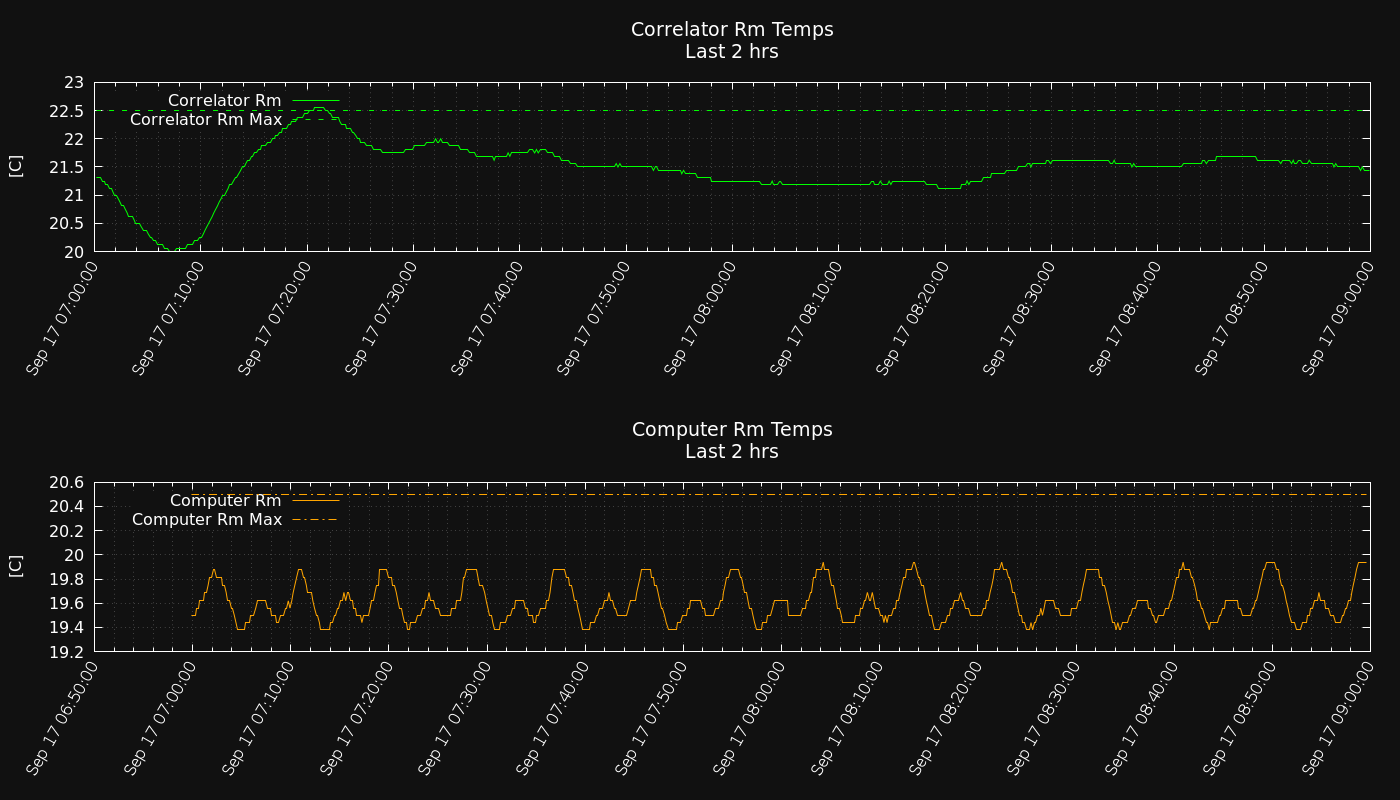 Correlator Rm Temps
Last 2 hrs
[C]
23
22.5
22
21.5
21
20.5
20
Correlator Rm
Correlator Rm Max
Sep 17 07:00:00
Sep 17 07:10:00
Sep 17 07:20:00
Sep 17 07:30:00
Sep 17 07:40:00
Sep 17 07:50:00
Sep 17 08:00:00
Sep 17 08:10:00
Sep 17 08:20:00
Sep 17 08:30:00
Sep 17 08:40:00
Sep 17 08:50:00
Sep 17 09:00:00
Computer Rm Temps
Last 2 hrs
[C]
20.6
20.4
20.2
20
19.8
19.6
19.4
19.2
Computer Rm
Computer Rm Max
Sep 17 06:50:00
Sep 17 07:00:00
Sep 17 07:10:00
Sep 17 07:20:00
Sep 17 07:30:00
Sep 17 07:40:00
Sep 17 07:50:00
Sep 17 08:00:00
Sep 17 08:10:00
Sep 17 08:20:00
Sep 17 08:30:00
Sep 17 08:40:00
Sep 17 08:50:00
Sep 17 09:00:00